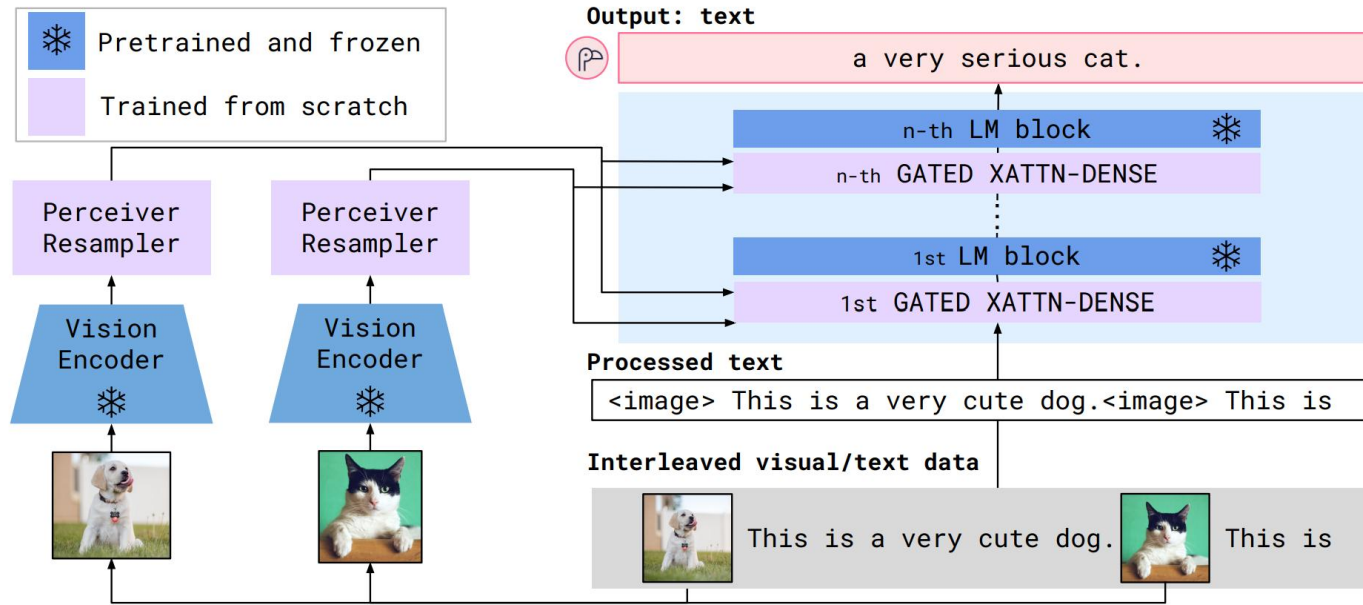 Pretrained and frozen
Trained from scratch
Output: text
a very serious cat.
n-th LM block
n-th GATED XATTN-DENSE
1st LM block
1st GATED XATTN-DENSE
Perceiver
Resampler
Perceiver
Resampler
Vision
Encoder
Vision
Encoder
Processed text
<image> This is a very cute dog.<image> This is
Interleaved visual/text data
This is a very cute dog.
This is